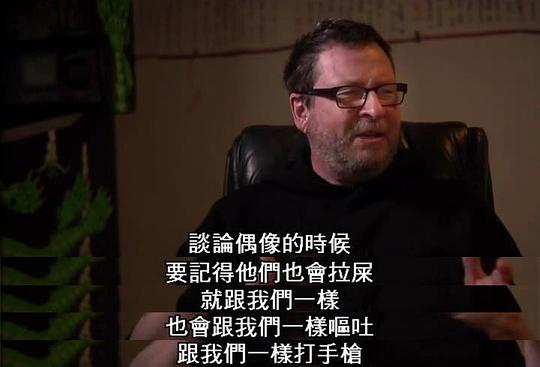 談論偶像的時候
要記得他們也會拉屎
就跟我們一樣
也會跟我們一樣嘔吐
跟我們一樣打手槍